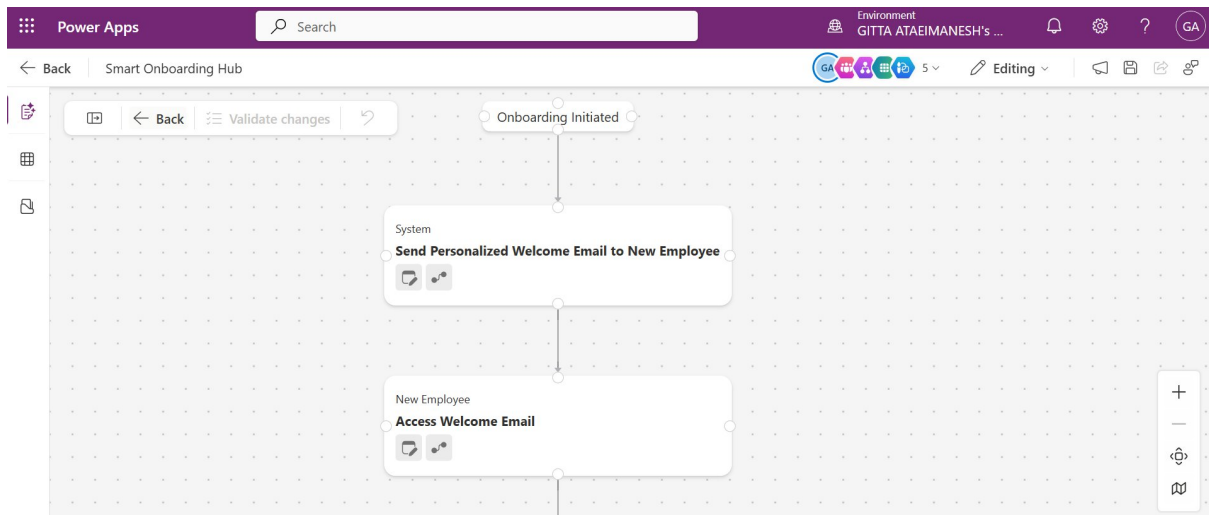 Power Apps
Search
Environment
GITTA ATAEIMANESH's ...
?
GA
Back
Smart Onboarding Hub
GA
5
Editing
Back
Validate changes
Onboarding Initiated
System
Send Personalized Welcome Email to New Employee
New Employee
Access Welcome Email